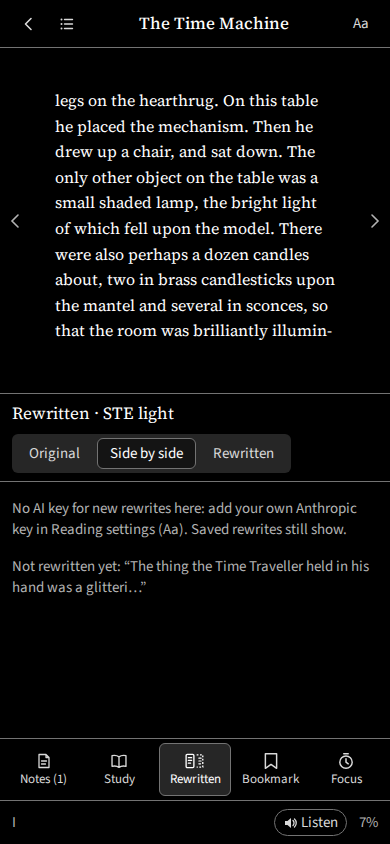 The Time Machine
Aa
legs on the hearthrug. On this table
he placed the mechanism. Then he
drew up a chair, and sat down. The
only other object on the table was a
small shaded lamp, the bright light
of which fell upon the model. There
were also perhaps a dozen candles
about, two in brass candlesticks upon
the mantel and several in sconces, so
that the room was brilliantly illumin-
Rewritten · STE light
Original
Side by side
Rewritten
No AI key for new rewrites here: add your own Anthropic
key in Reading settings (Aa). Saved rewrites still show.
Not rewritten yet: “The thing the Time Traveller held in his
hand was a glitteri…”
Notes (1)
Study
Rewritten
Bookmark
Focus
I
Listen
7%